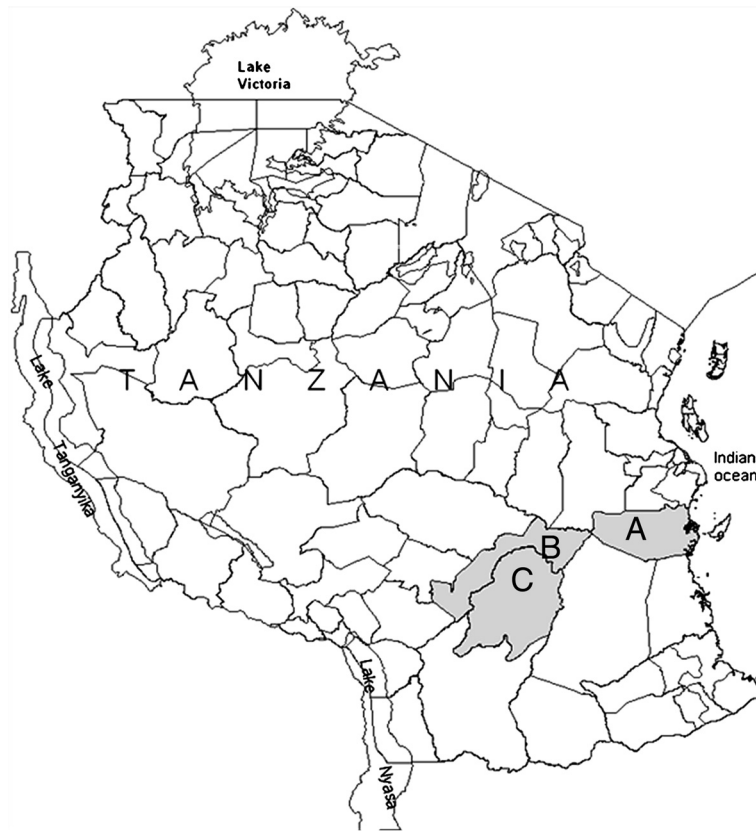 Lake
Victoria
Lake
Tanganyika
T A N Z A N I A
Indian
ocean
A
B
C
Lake
Nyasa